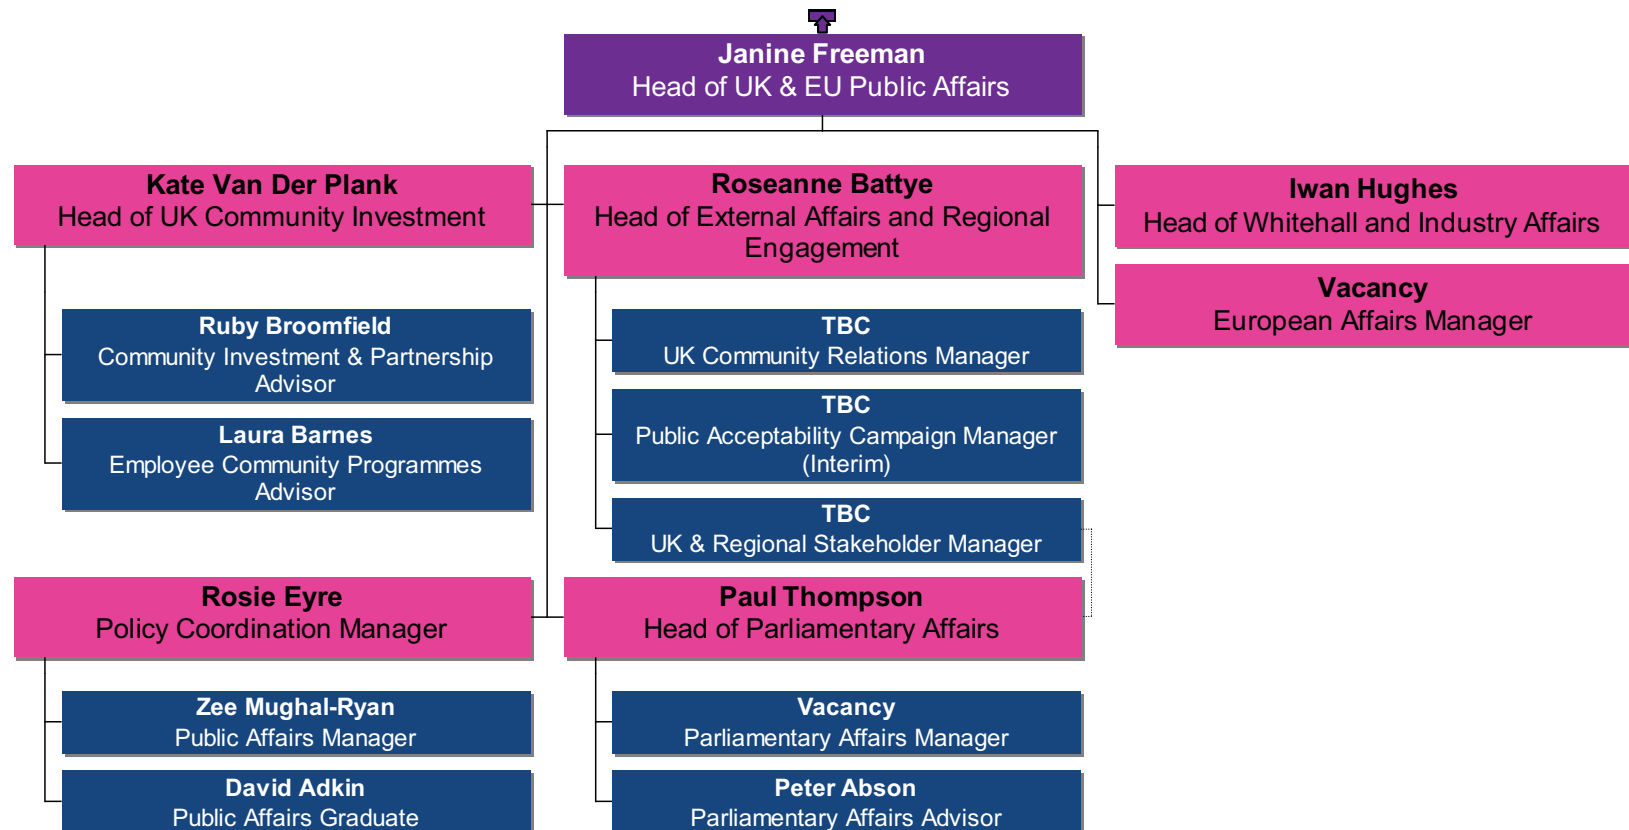 Janine Freeman
Head of UK & EU Public Affairs
Kate Van Der Plank
Head of UK Community Investment
Roseanne Battye
Head of External Affairs and Regional
Engagement
Iwan Hughes
Head of Whitehall and Industry Affairs
Vacancy
European Affairs Manager
Ruby Broomfield
Community Investment & Partnership
Advisor
Laura Barnes
Employee Community Programmes
Advisor
TBC
UK Community Relations Manager
TBC
Public Acceptability Campaign Manager
(Interim)
TBC
UK & Regional Stakeholder Manager
Rosie Eyre
Policy Coordination Manager
Paul Thompson
Head of Parliamentary Affairs
Zee Mughal-Ryan
Public Affairs Manager
David Adkin
Public Affairs Graduate
Vacancy
Parliamentary Affairs Manager
Peter Abson
Parliamentary Affairs Advisor